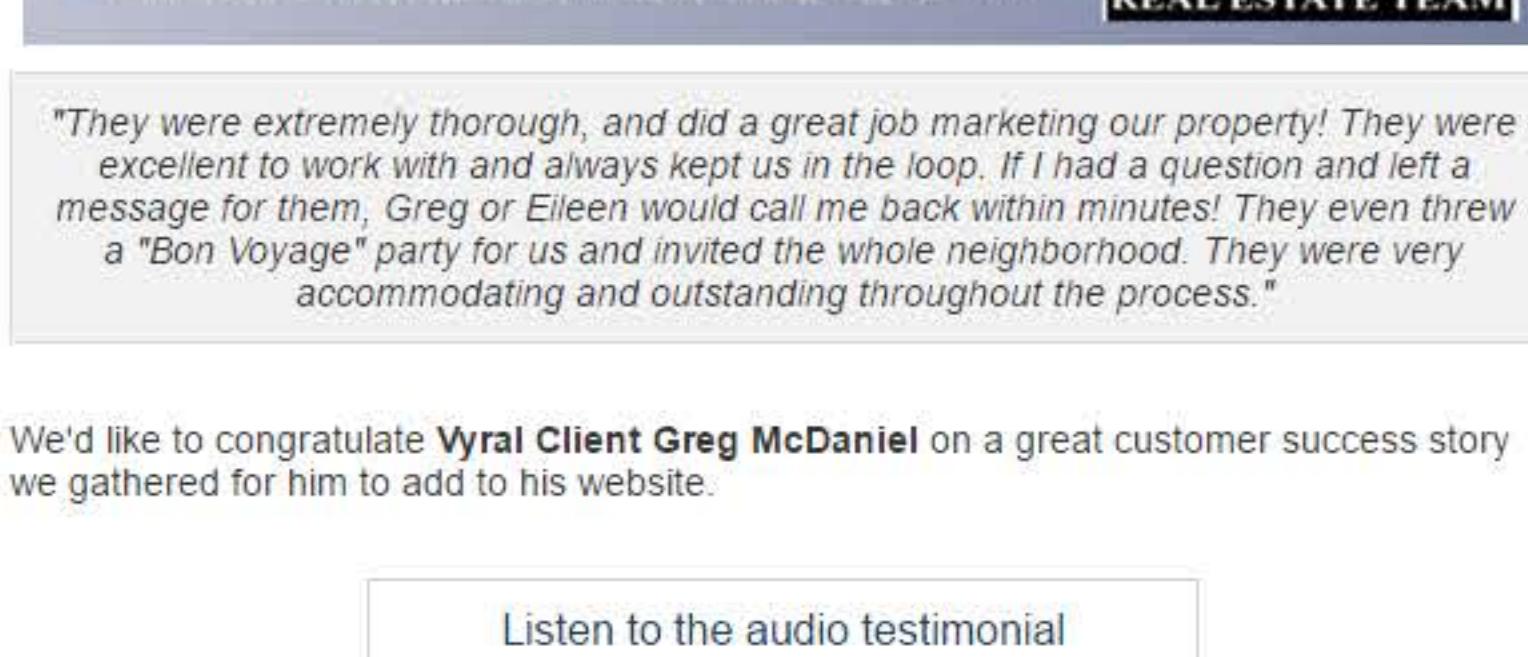 REAL ESTATE TEAM
"They were extremely thorough, and did a great job marketing our property! They were
excellent to work with and always kept us in the loop. If I had a question and left a
message for them, Greg or Eileen would call me back within minutes! They even threw
a "Bon Voyage" party for us and invited the whole neighborhood. They were very
accommodating and outstanding throughout the process."
We'd like to congratulate Vyral Client Greg McDaniel on a great customer success story
we gathered for him to add to his website.
Listen to the audio testimonial